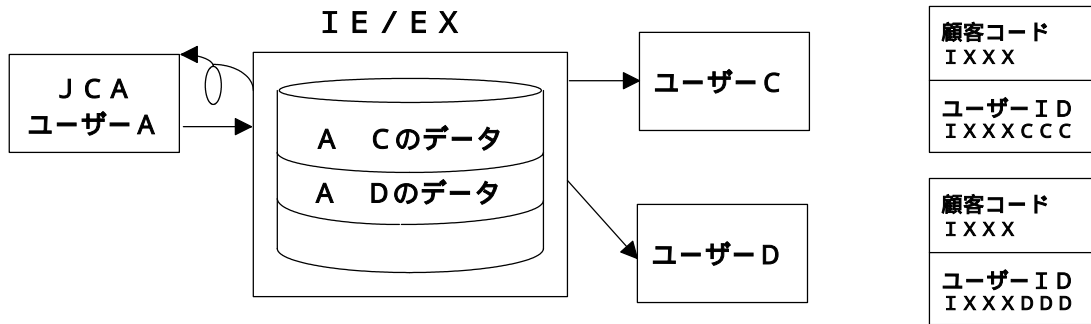 ＩＥ／ＥＸ
ＪＣＡ
ユーザーＡ
Ａ　Ｃのデータ
Ａ　Ｄのデータ
ユーザーＣ
ユーザーＤ
顧客コード
ＩＸＸＸ
ユーザーＩＤ
ＩＸＸＸＣＣＣ
顧客コード
ＩＸＸＸ
ユーザーＩＤ
ＩＸＸＸＤＤＤ